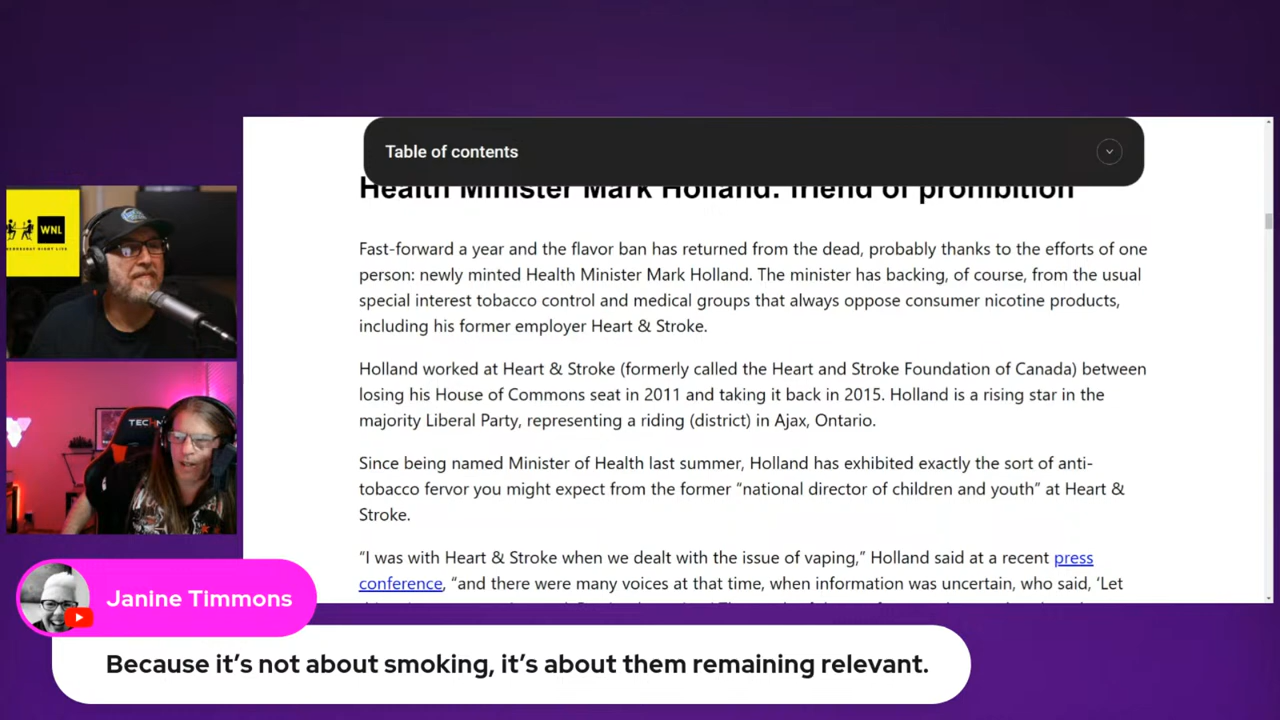 Table of contents
Health Minister Mark Holland: friend of prohibition
Fast-forward a year and the flavor ban has returned from the dead, probably thanks to the efforts of one
person: newly minted Health Minister Mark Holland. The minister has backing, of course, from the usual
special interest tobacco control and medical groups that always oppose consumer nicotine products,
including his former employer Heart & Stroke.
Holland worked at Heart & Stroke (formerly called the Heart and Stroke Foundation of Canada) between
losing his House of Commons seat in 2011 and taking it back in 2015. Holland is a rising star in the
majority Liberal Party, representing a riding (district) in Ajax, Ontario.
Since being named Minister of Health last summer, Holland has exhibited exactly the sort of anti-
tobacco fervor you might expect from the former “national director of children and youth” at Heart &
Stroke.
“I was with Heart & Stroke when we dealt with the issue of vaping,” Holland said at a recent press
conference, “and there were many voices at that time, when information was uncertain, who said, ‘Let
WNL
Janine Timmons
Because it’s not about smoking, it’s about them remaining relevant.